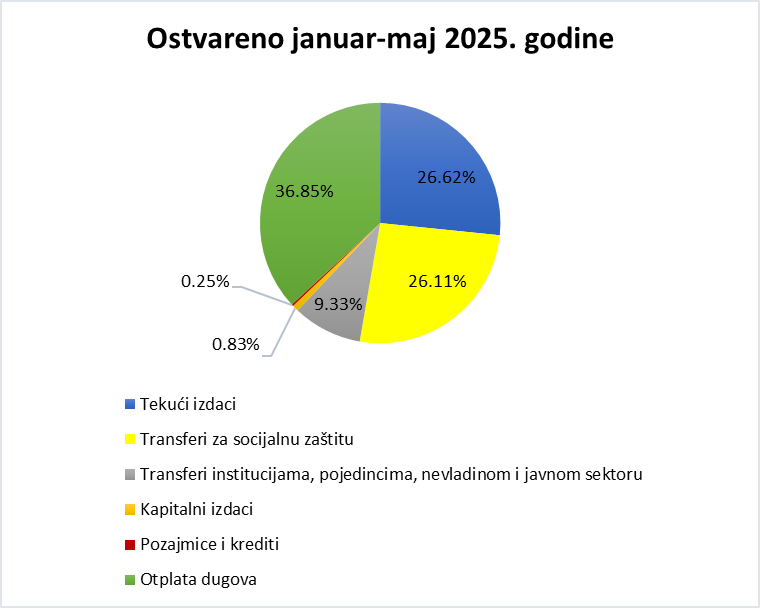 Ostvareno januar-maj 2025. godine
26.62%
36.85%
26.11%
0.25%
9.33%
0.83%
Tekući izdaci
Transferi za socijalnu zaštitu
Transferi institucijama, pojedincima, nevladinom i javnom sektoru
Kapitalni izdaci
Pozajmice i krediti
Otplata dugova